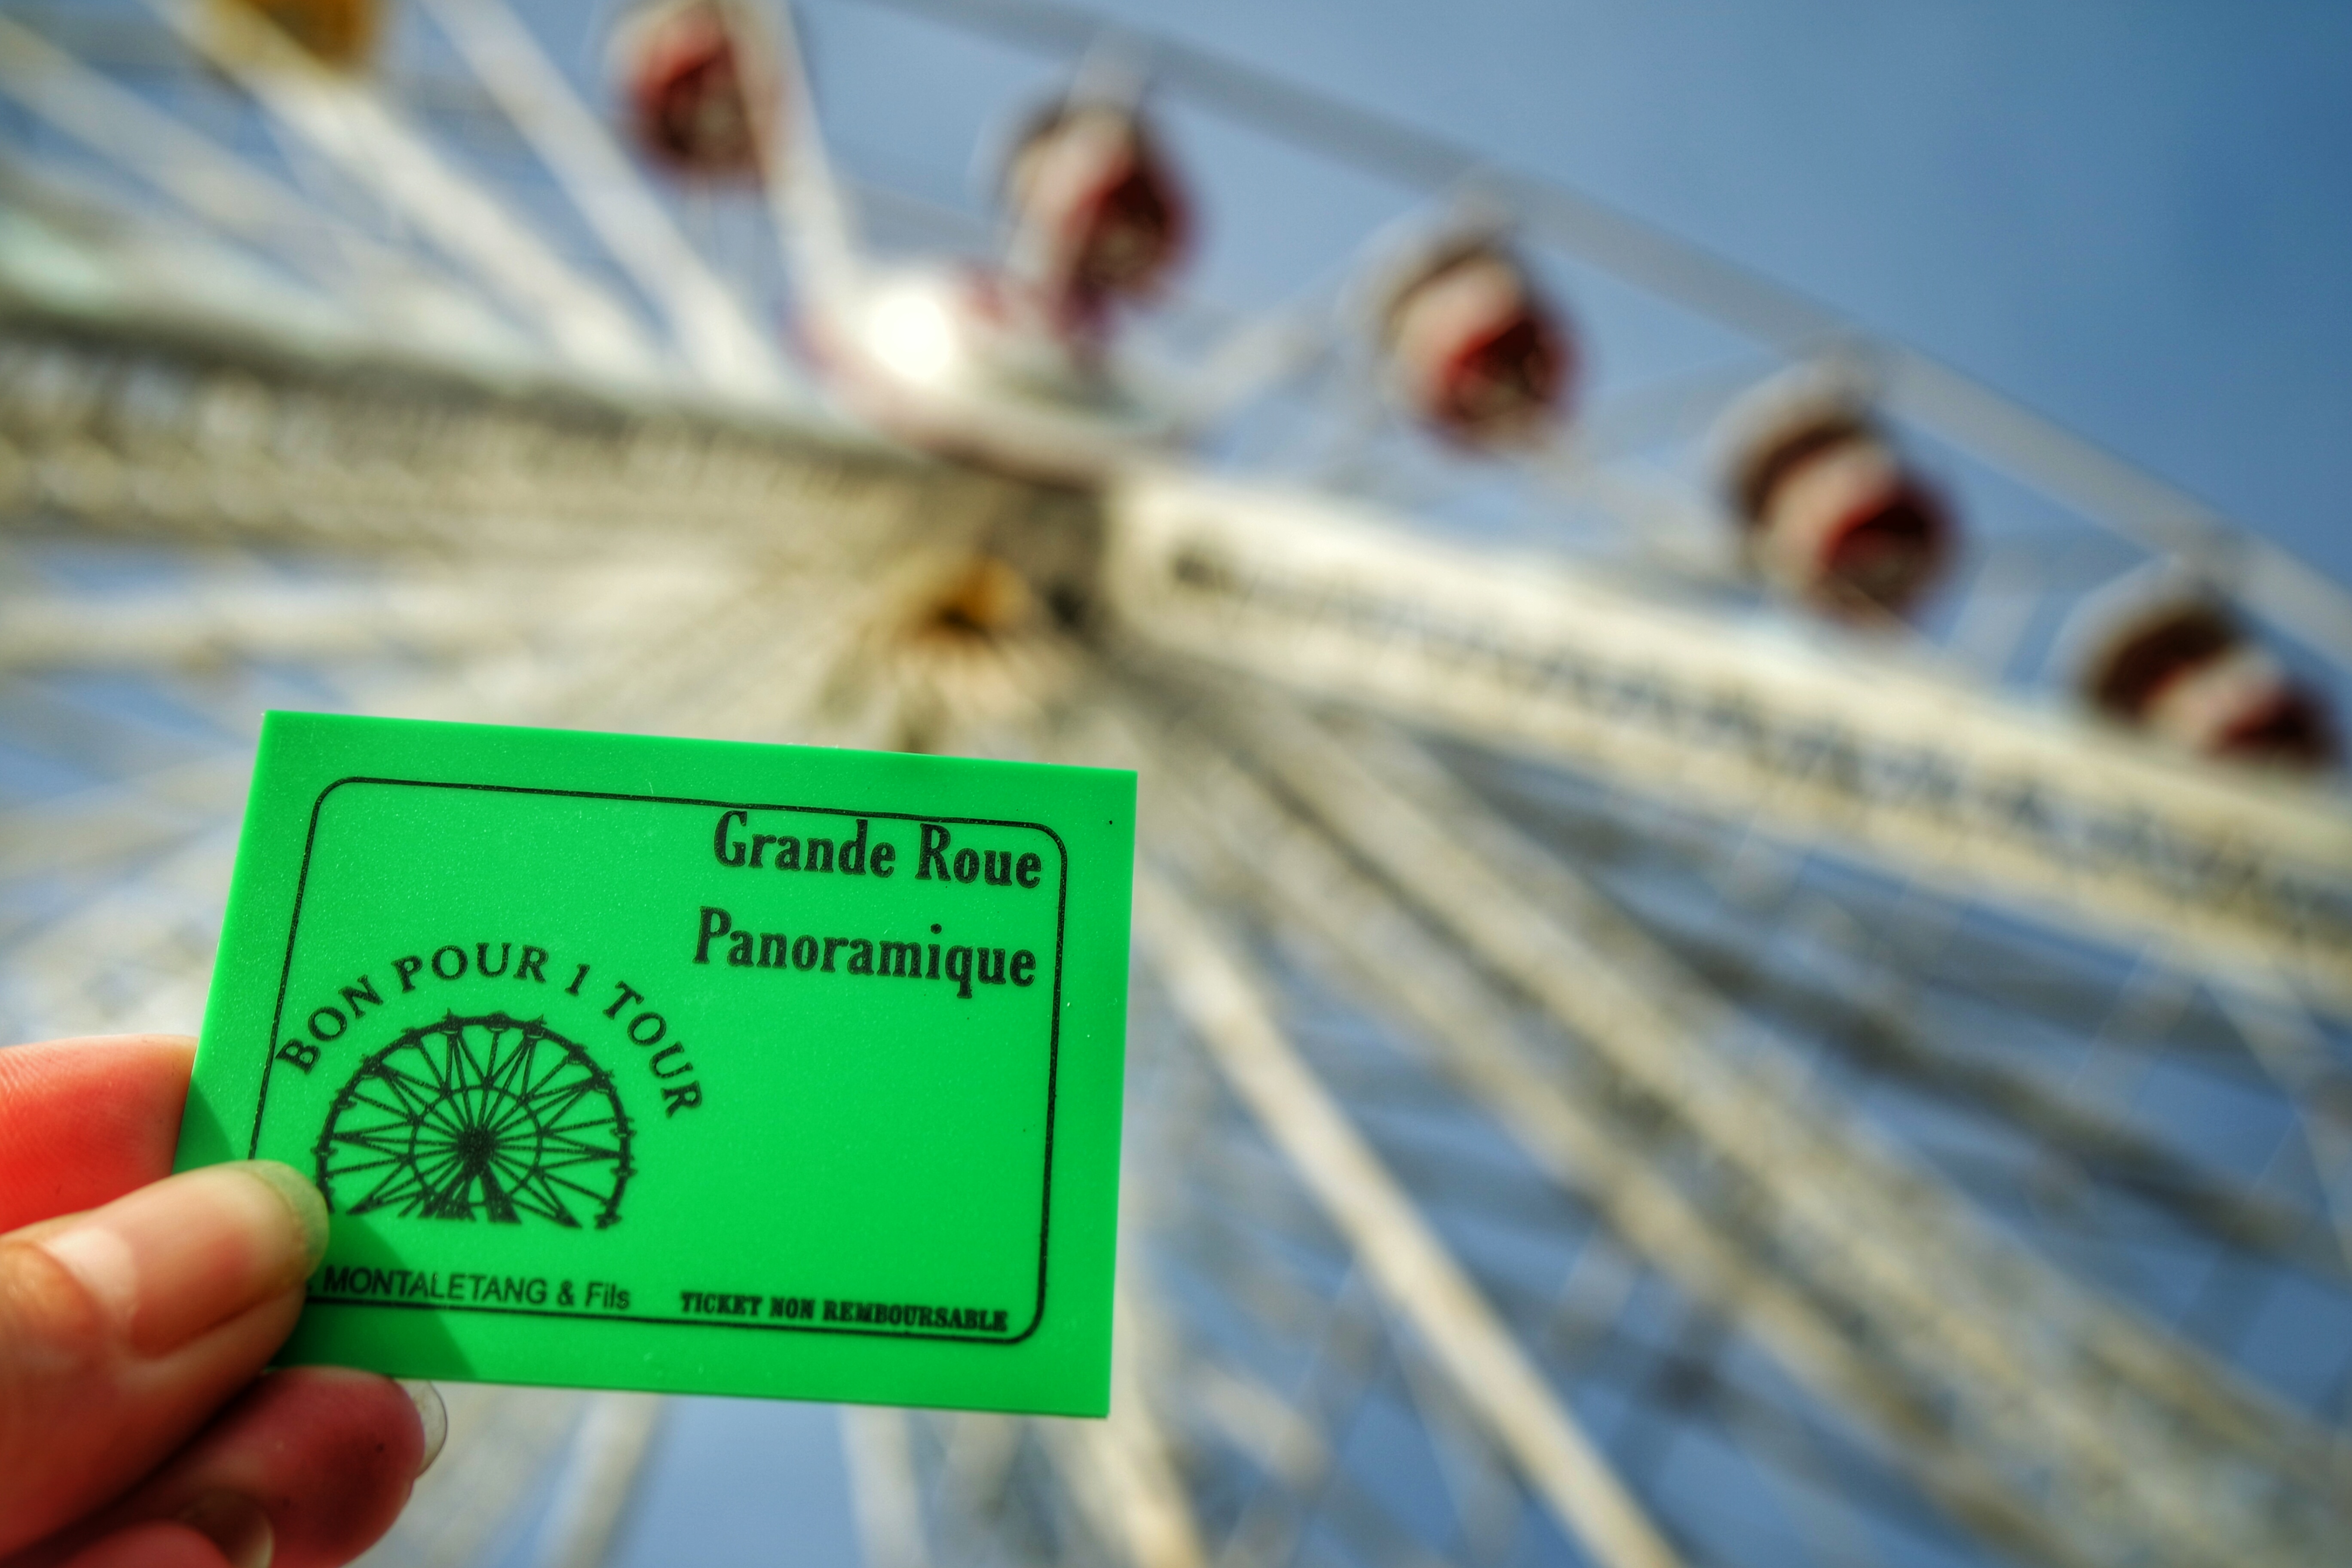 Grande Roue
Panoramique
BON POUR 1 TOUR
MONTALETANG & Fils
TICKET NON REMBOURSABLE